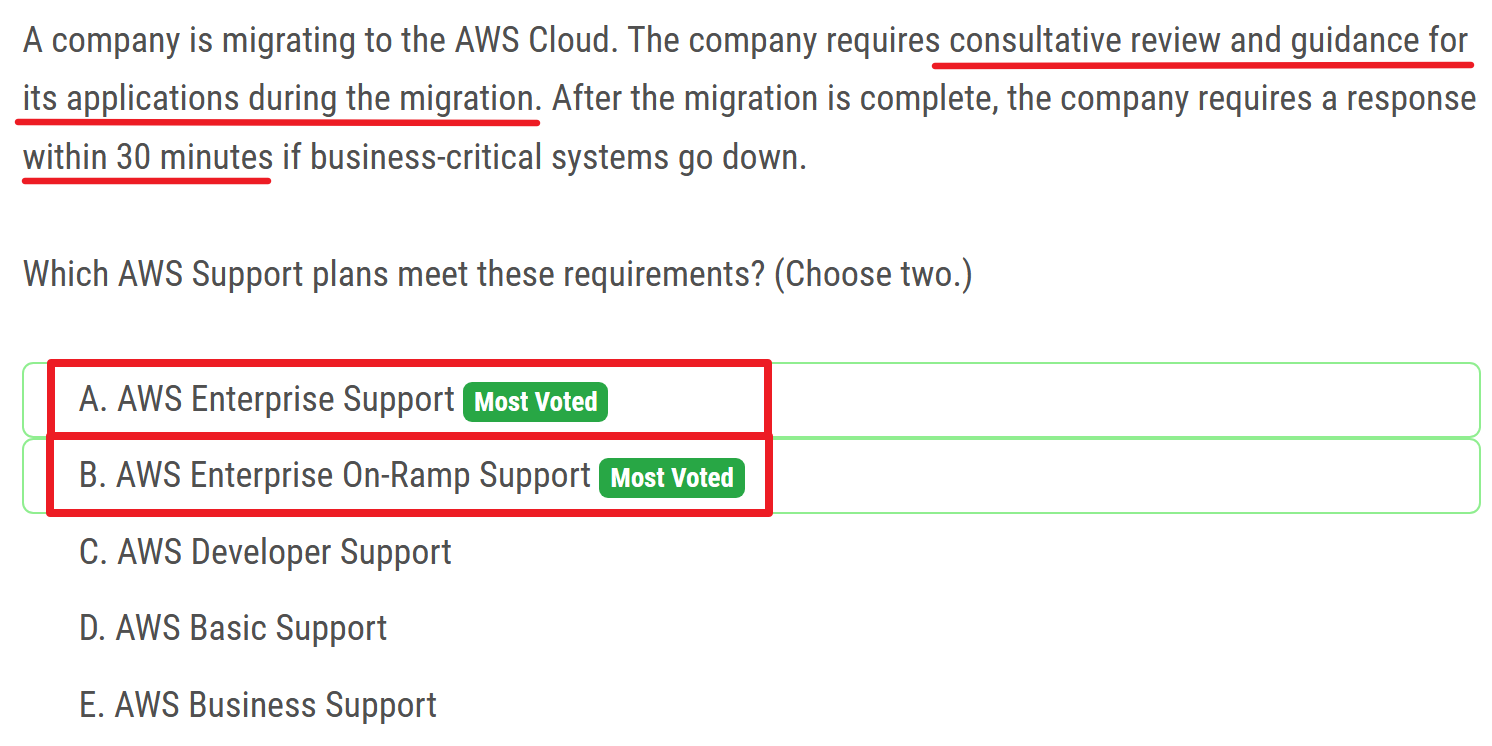 A company is migrating to the AWS Cloud. The company requires consultative review and guidance for
its applications during the migration. After the migration is complete, the company requires a response
within 30 minutes if business-critical systems go down.
Which AWS Support plans meet these requirements? (Choose two.)
A. AWS Enterprise Support Most Voted
B. AWS Enterprise On-Ramp Support Most Voted
C. AWS Developer Support
D. AWS Basic Support
E. AWS Business Support